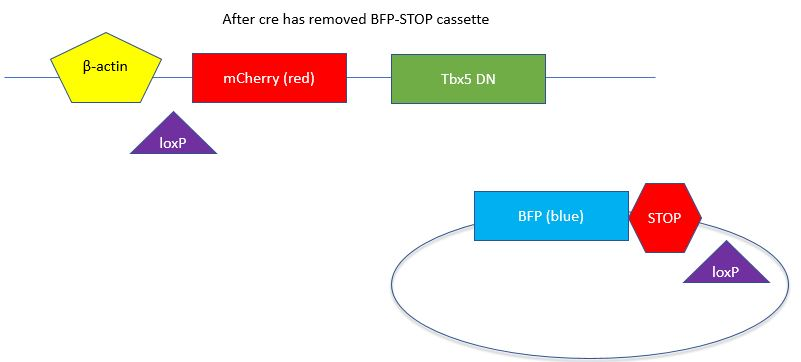 After cre has removed BFP-STOP cassette
β-actin
mCherry (red)
Tbx5 DN
loxP
BFP (blue)
STOP
loxP